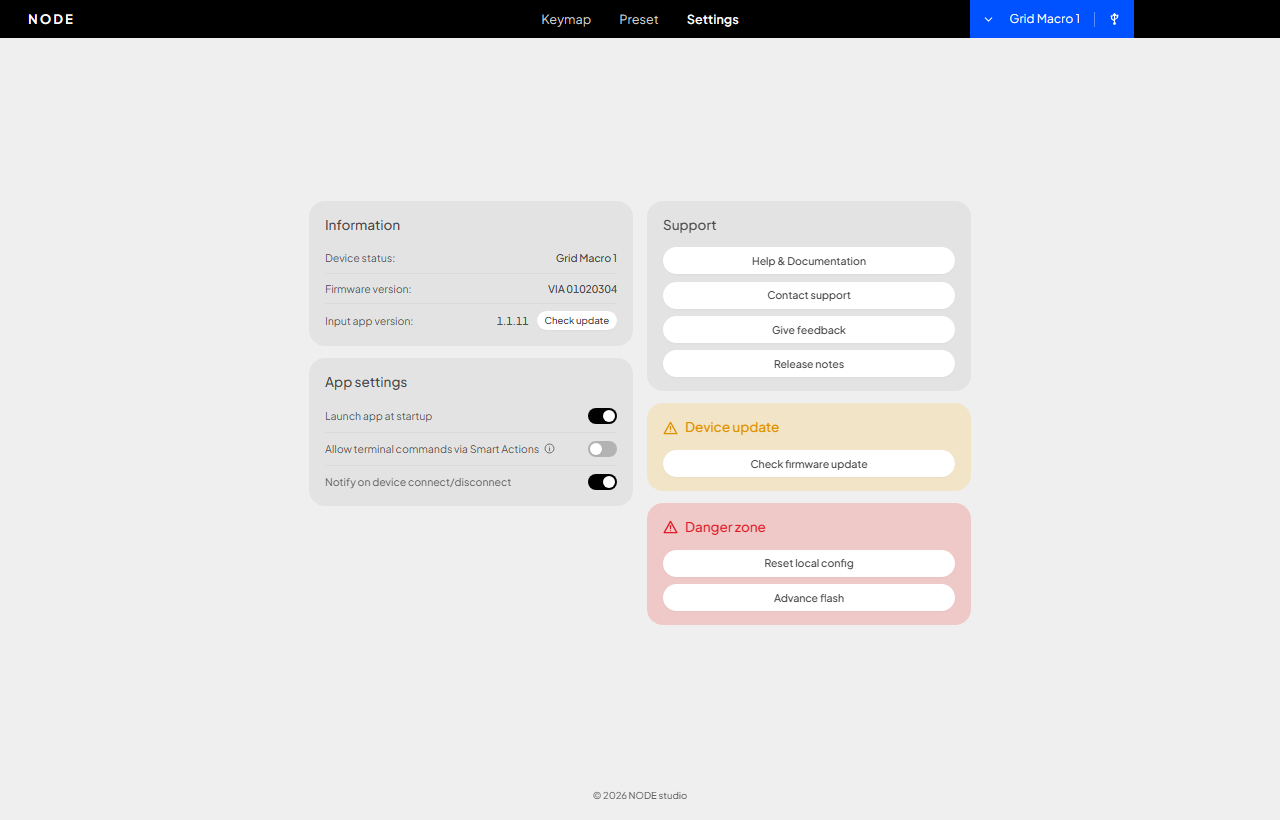 NODE
Keymap Preset Settings
Grid Macro 1
Information
Device status: Grid Macro 1
Firmware version: VIA 01020304
Input app version: 1.1.11 Check update
App settings
Launch app at startup
Allow terminal commands via Smart Actions
Notify on device connect/disconnect
Support
Help & Documentation
Contact support
Give feedback
Release notes
Device update
Check firmware update
Danger zone
Reset local config
Advance flash
© 2026 NODE studio